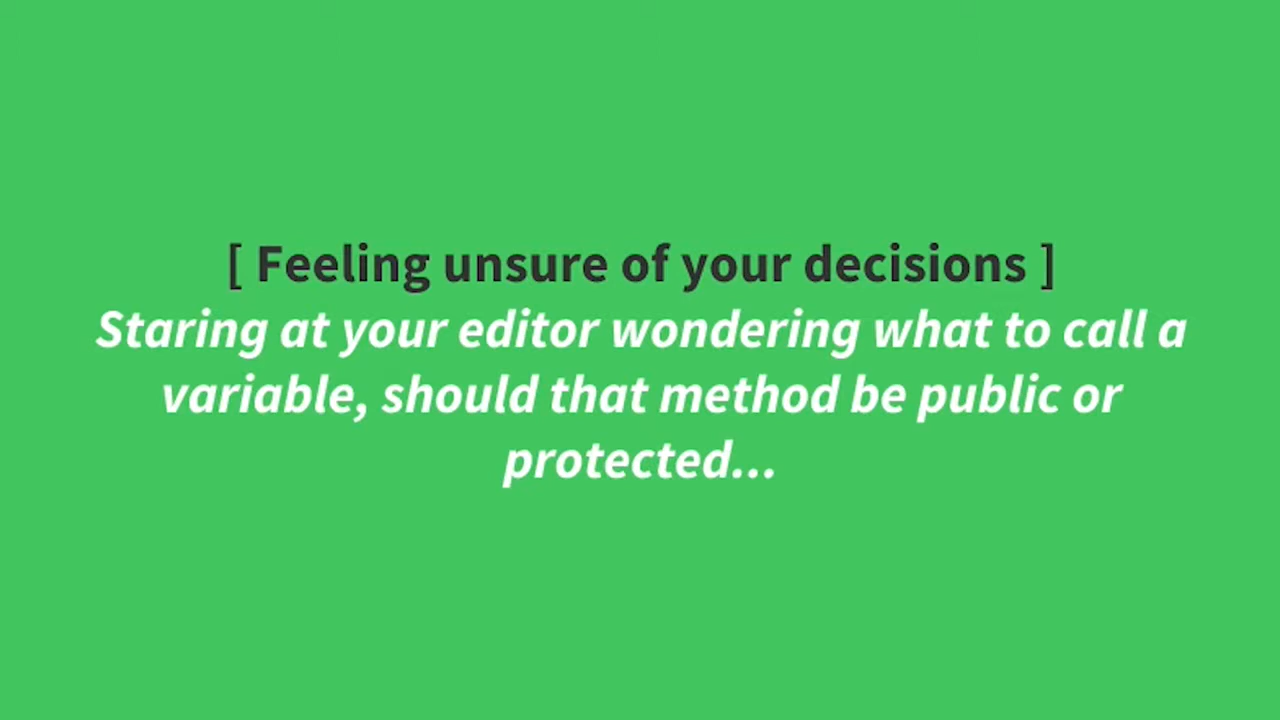 [ Feeling unsure of your decisions ]
Staring at your editor wondering what to call a
variable, should that method be public or
protected...